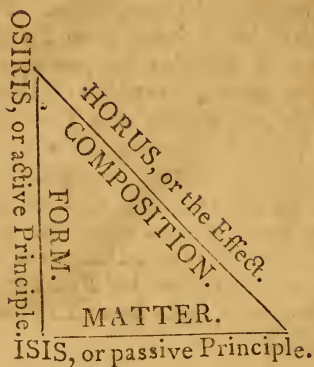 OSIRIS, or active Principle.
FORM.
HORUS, or the Effect.
COMPOSITION.
MATTER.
ISIS, or passive Principle.